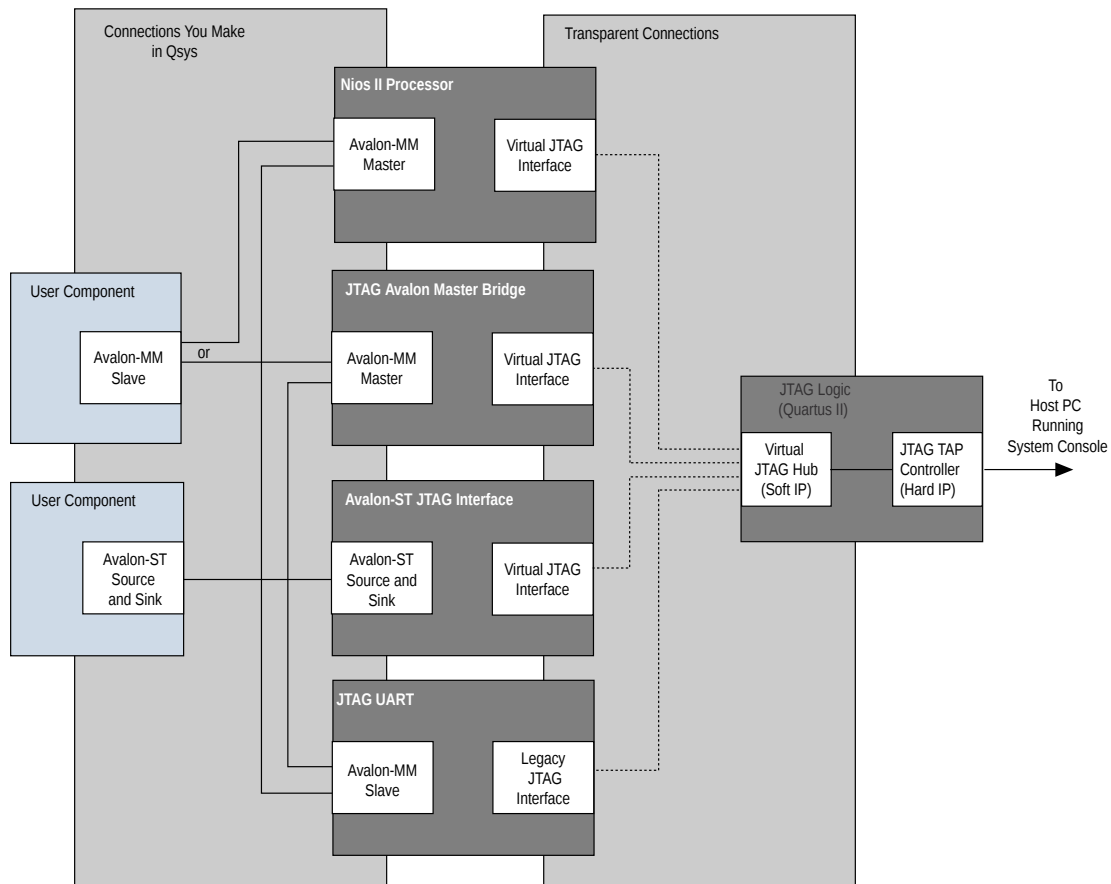 Connections You Make
in Qsys
Transparent Connections
Nios II Processor
Avalon-MM
Master
Virtual JTAG
Interface
User Component
Avalon-MM
Slave
or
JTAG Avalon Master Bridge
Avalon-MM
Master
Virtual JTAG
Interface
JTAG Logic
(Quartus II)
Virtual
JTAG Hub
(Soft IP)
JTAG TAP
Controller
(Hard IP)
To
Host PC
Running
System Console
User Component
Avalon-ST
Source
and Sink
Avalon-ST JTAG Interface
Avalon-ST
Source and
Sink
Virtual JTAG
Interface
JTAG UART
Avalon-MM
Slave
Legacy
JTAG
Interface